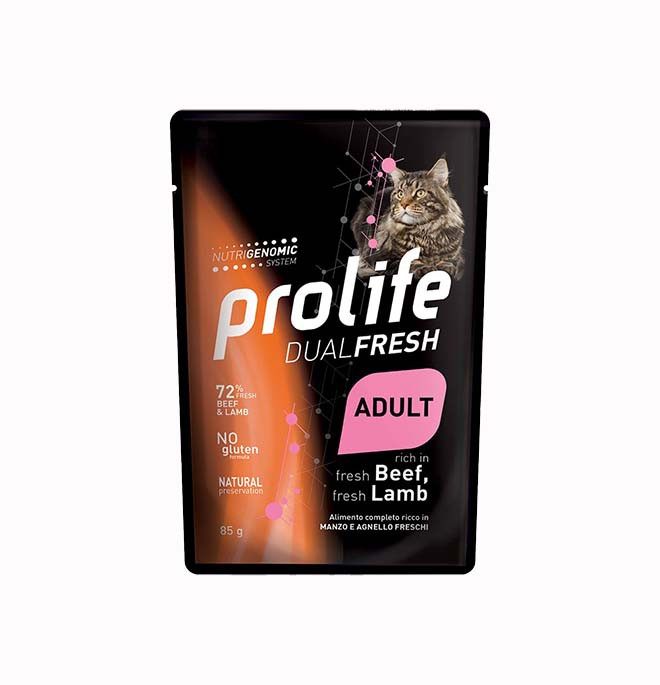 NUTRIGENOMIC
SYSTEM
prolife
DUALFRESH
72% FRESH
BEEF
& LAMB
NO
gluten
formula
NATURAL
preservation
85 g
ADULT
rich in
fresh Beef,
fresh Lamb
Alimento completo ricco in
MANZO E AGNELLO FRESCHI